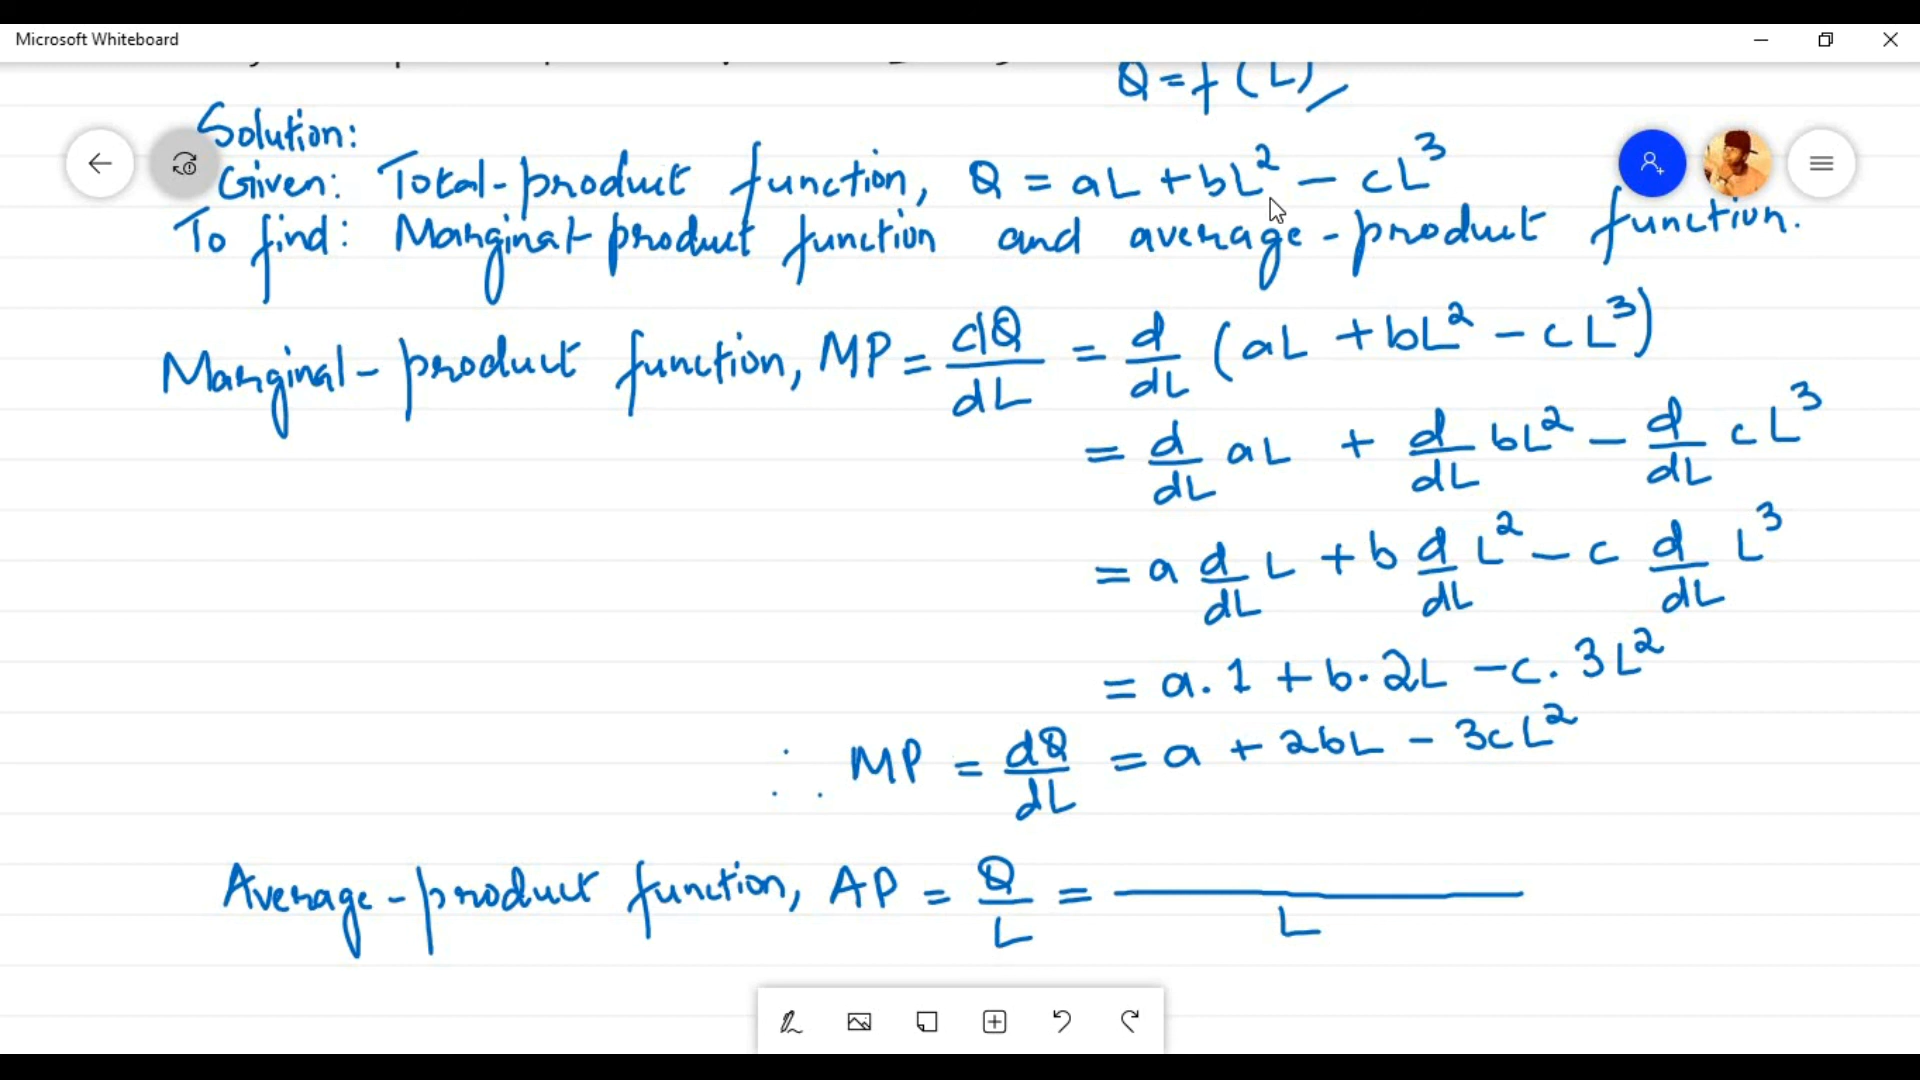 Microsoft Whiteboard
Q = f(L)
Solution:
Given: Total-product function, Q = aL + bL² − cL³
To find: Marginal-product function and average-product function.
Marginal-product function, MP = dQ/dL = d/dL (aL + bL² − cL³)
= d/dL aL + d/dL bL² − d/dL cL³
= a d/dL L + b d/dL L² − c d/dL L³
= a·1 + b·2L − c·3L²
∴ MP = dQ/dL = a + 2bL − 3cL²
Average-product function, AP = Q/L = ―/L